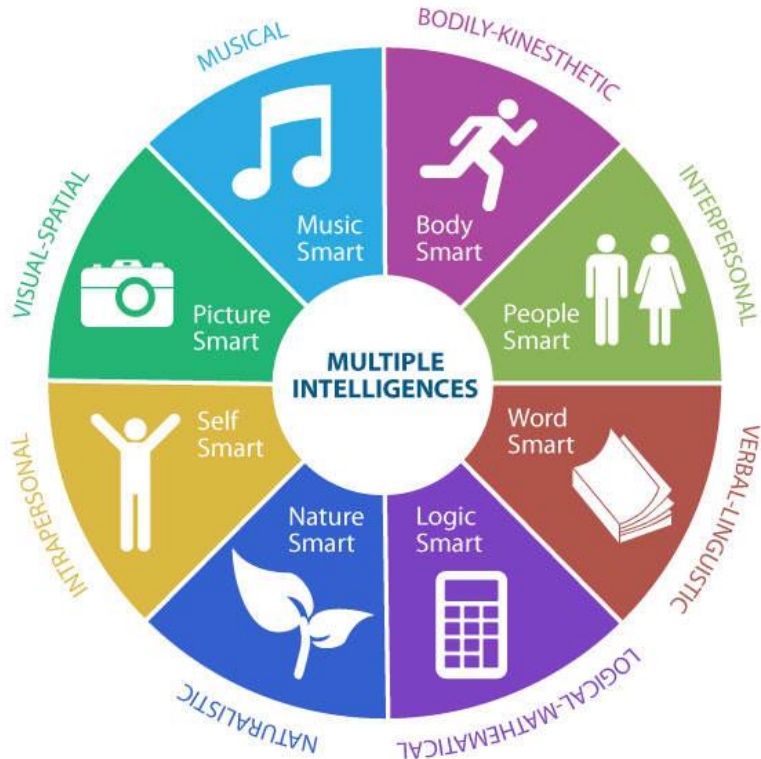 MUSICAL
BODILY-KINESTHETIC
INTERPERSONAL
VERBAL-LINGUISTIC
LOGICAL-MATHEMATICAL
NATURALISTIC
INTRAPERSONAL
VISUAL-SPATIAL
Music
Smart
Body
Smart
People
Smart
Word
Smart
Logic
Smart
Nature
Smart
Self
Smart
Picture
Smart
MULTIPLE
INTELLIGENCES